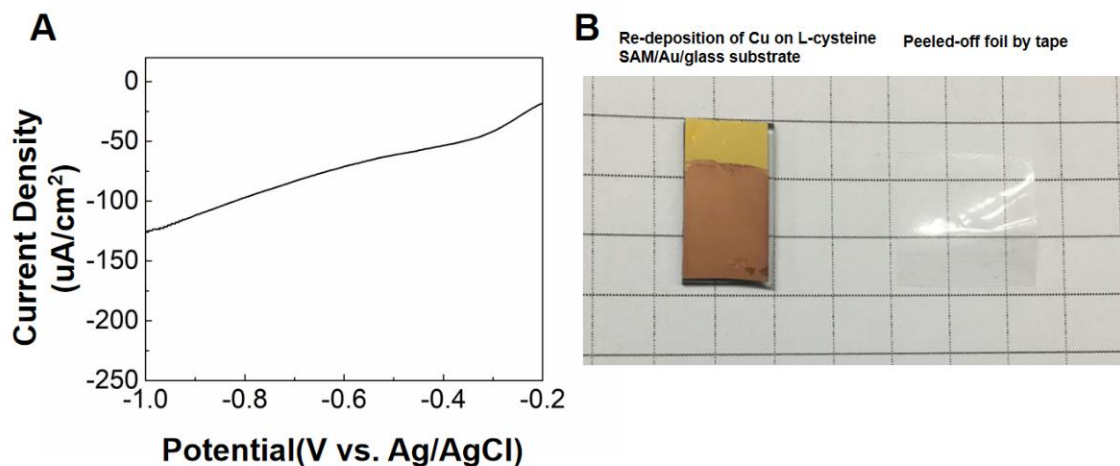 A
Current Density
(uA/cm²)
0
-50
-100
-150
-200
-250
-1.0 -0.8 -0.6 -0.4 -0.2
Potential(V vs. Ag/AgCl)
B
Re-deposition of Cu on L-cysteine
SAM/Au/glass substrate
Peeled-off foil by tape